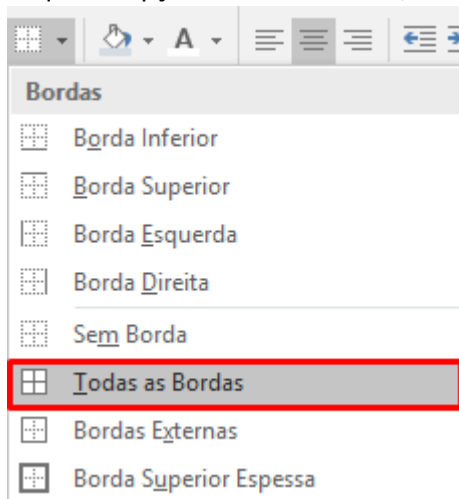 A
Bordas
Borda Inferior
Borda Superior
Borda Esquerda
Borda Direita
Sem Borda
Todas as Bordas
Bordas Externas
Borda Superior Espessa